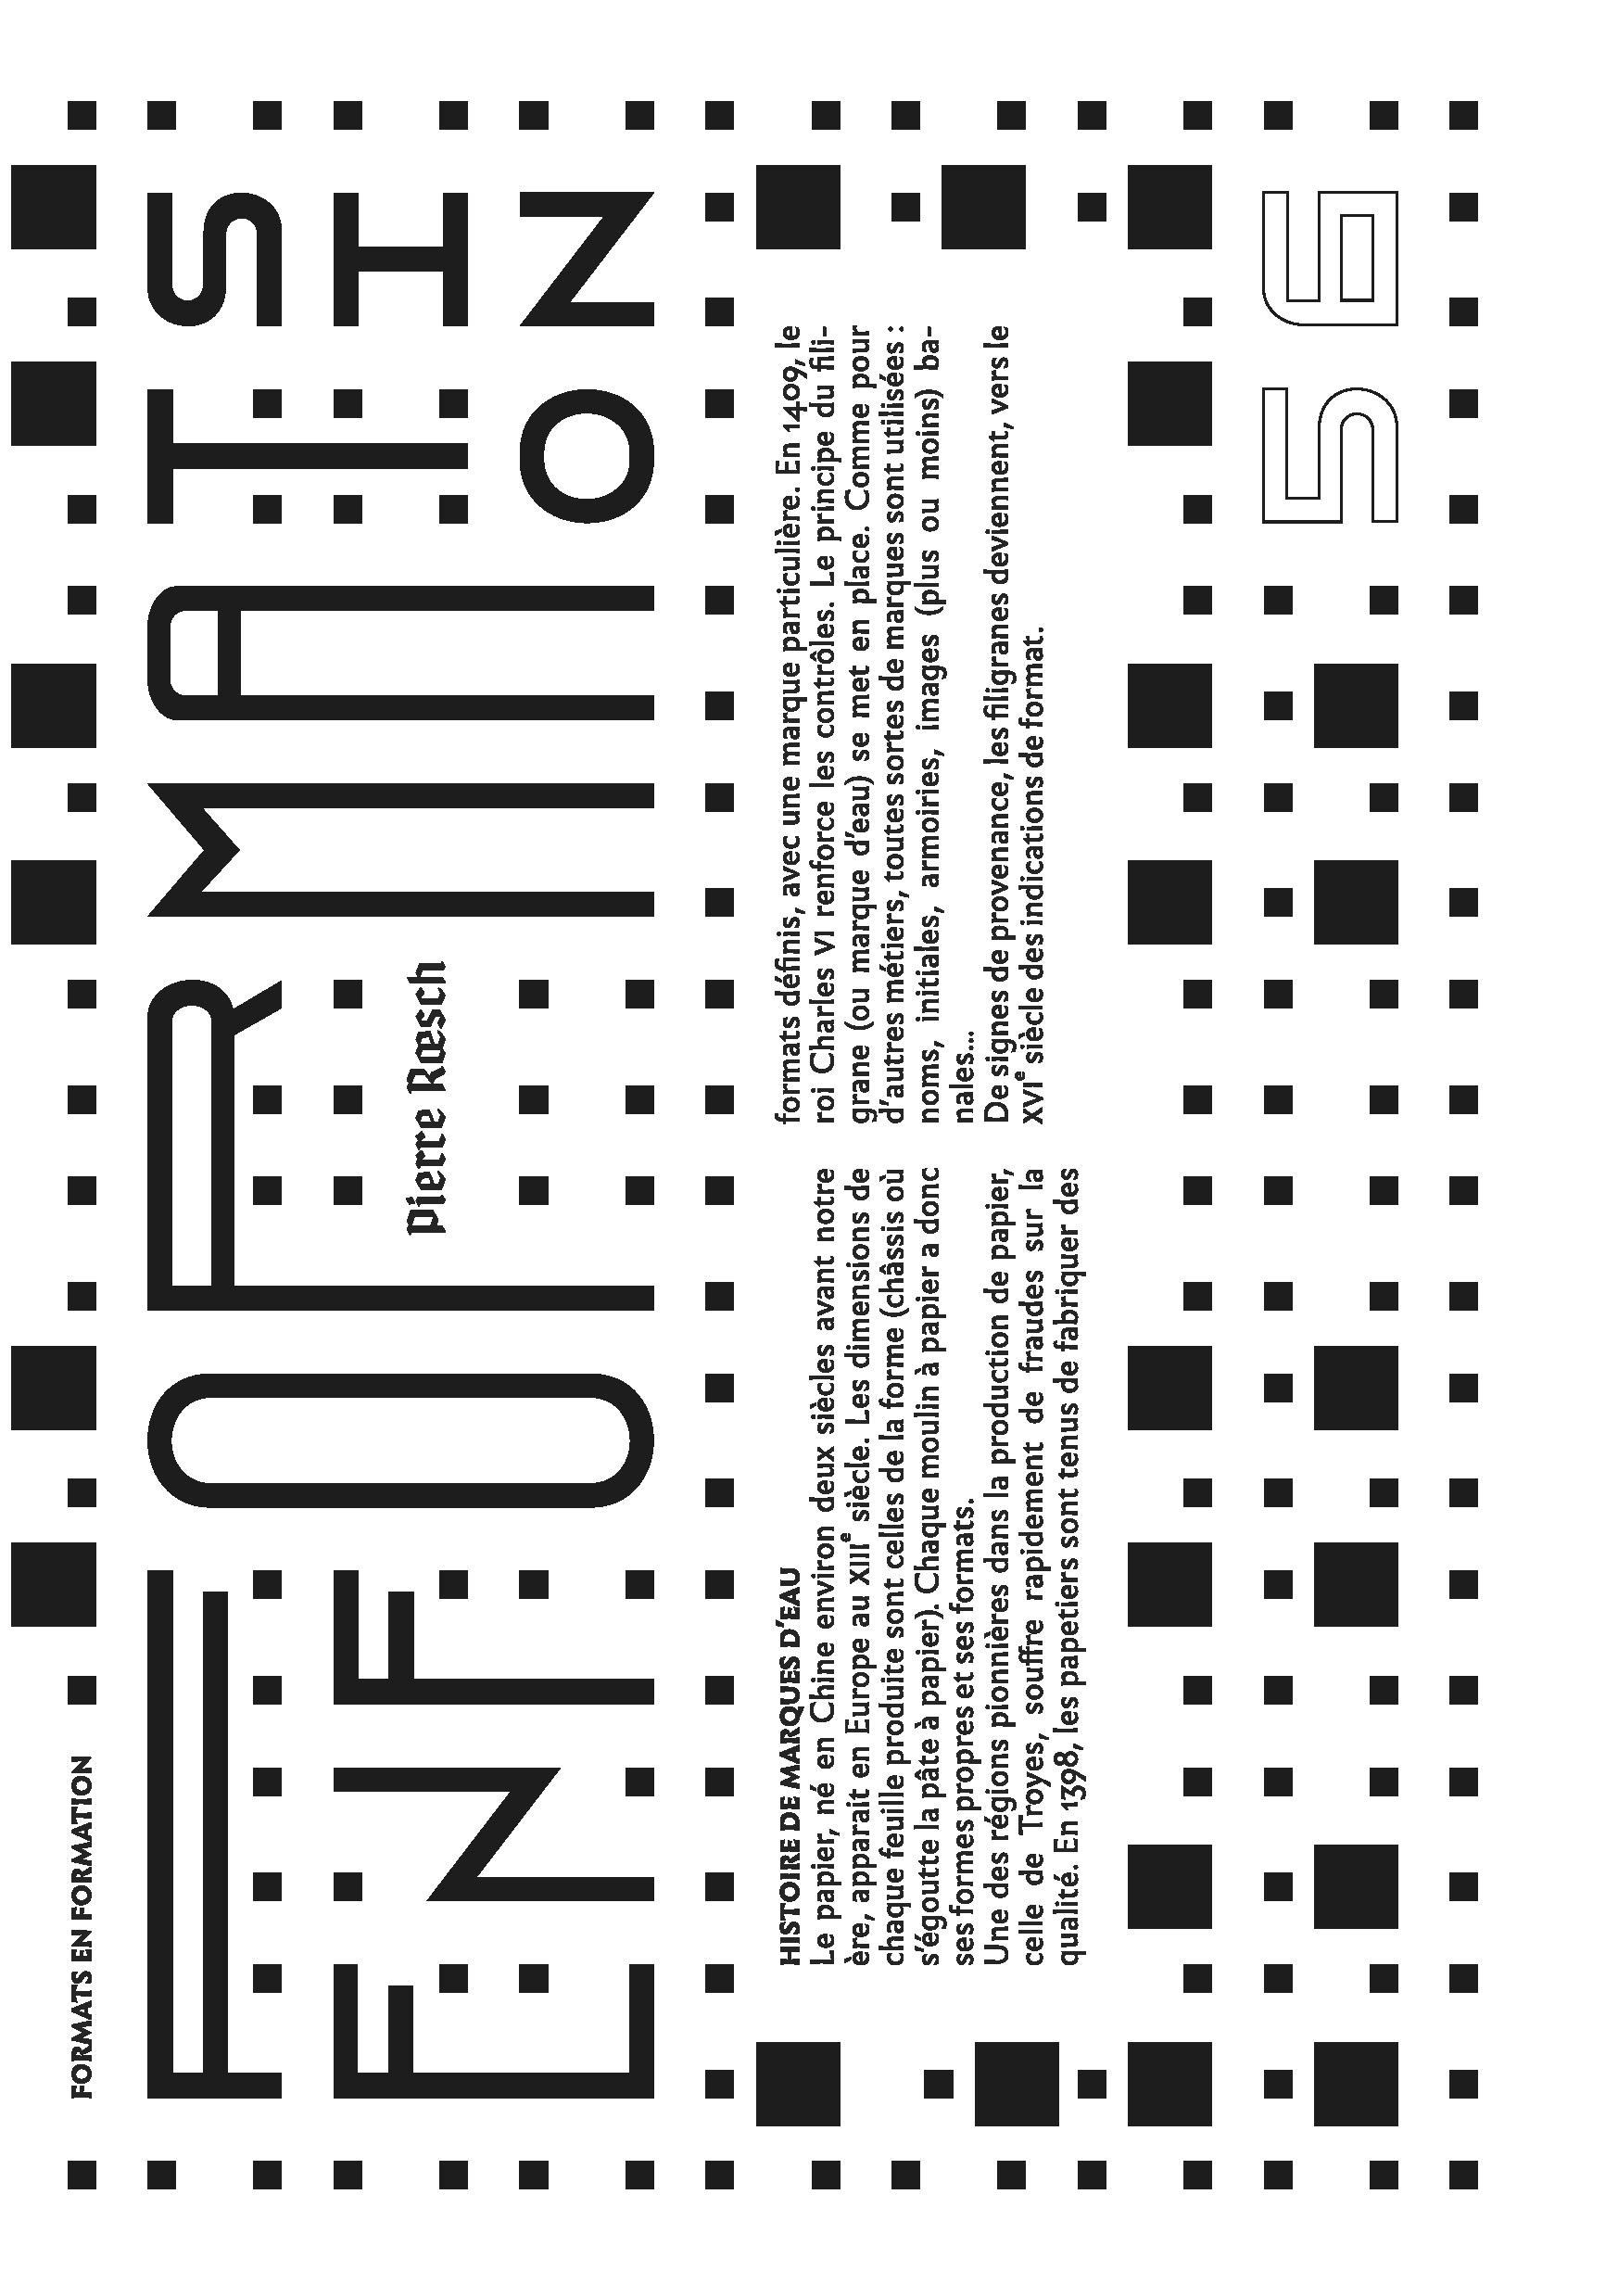 FORMATS EN FORMATION
FORMATS
EN FORMATION
Pierre Rœsch
HISTOIRE DE MARQUES D'EAU
Le papier, né en Chine environ deux siècles avant notre
ère, apparait en Europe au XIIIe siècle. Les dimensions de
chaque feuille produite sont celles de la forme (châssis où
s'égoutte la pâte à papier). Chaque moulin à papier a donc
ses formes propres et ses formats.
Une des régions pionnières dans la production de papier,
celle de Troyes, souffre rapidement de fraudes sur la
qualité. En 1398, les papetiers sont tenus de fabriquer des
formats définis, avec une marque particulière. En 1409, le
roi Charles VI renforce les contrôles. Le principe du fili-
grane (ou marque d'eau) se met en place. Comme pour
d'autres métiers, toutes sortes de marques sont utilisées :
noms, initiales, armoiries, images (plus ou moins) ba-
nales...
De signes de provenance, les filigranes deviennent, vers le
XVIe siècle des indications de format.
56